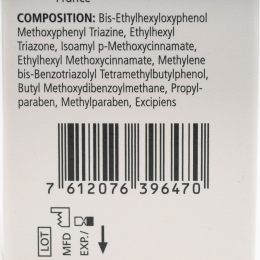 France
COMPOSITION: Bis-Ethylhexyloxyphenol
Methoxyphenyl Triazine, Ethylhexyl
Triazone, Isoamyl p-Methoxycinnamate,
Ethylhexyl Methoxycinnamate, Methylene
bis-Benzotriazolyl Tetramethylbutylphenol,
Butyl Methoxydibenzoylmethane, Propyl-
paraben, Methylparaben, Excipiens
7 612076 396470
LOT
MFD
EXP./